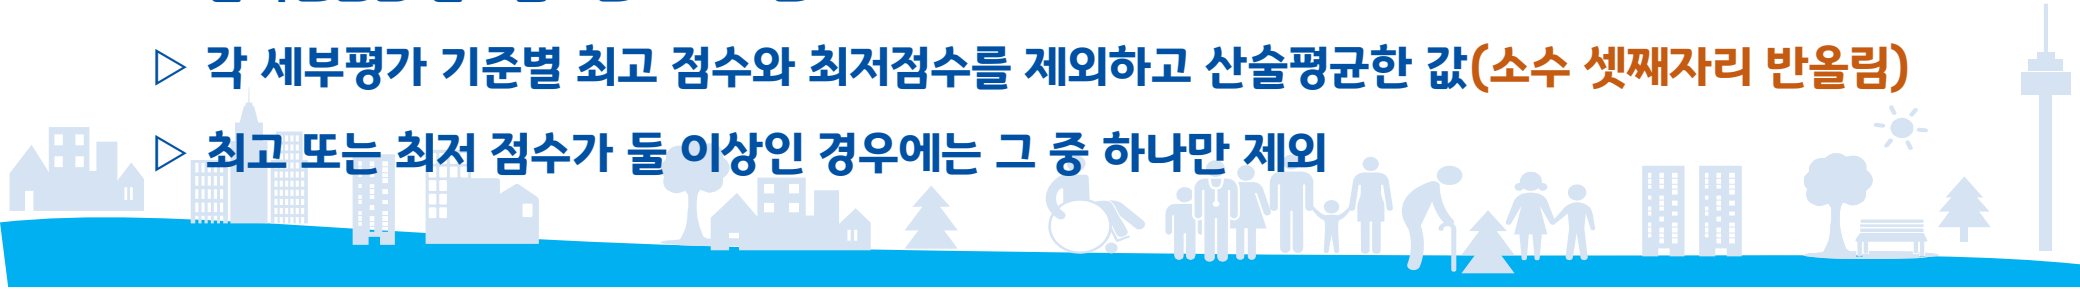 ▷ 각 세부평가 기준별 최고 점수와 최저점수를 제외하고 산술평균한 값(소수 셋째자리 반올림)
▷ 최고 또는 최저 점수가 둘 이상인 경우에는 그 중 하나만 제외